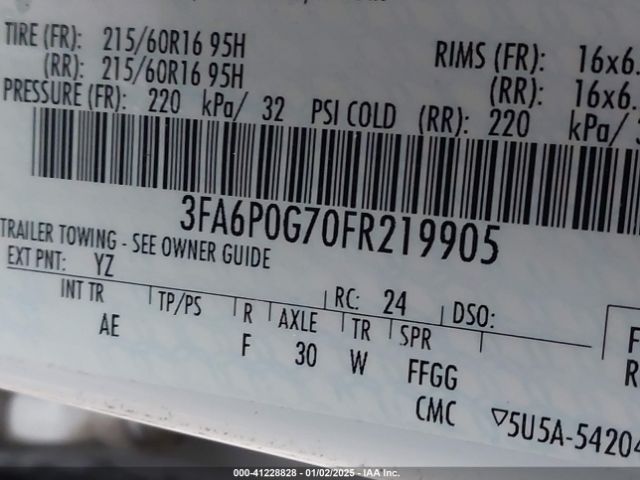 TIRE (FR): 215/60R16 95H RIMS (FR): 16x6.
(RR): 215/60R16 95H (RR): 16x6.
PRESSURE (FR): 220 kPa/ 32 PSI COLD (RR): 220 kPa/
3FA6P0G70FR219905
TRAILER TOWING - SEE OWNER GUIDE
EXT PNT: YZ RC: 24 DSO:
INT TR TP/PS R AXLE TR SPR
AE F 30 W FFGG
F
R
CMC ▽5U5A-54204
000-41228828 - 01/02/2025 - IAA Inc.